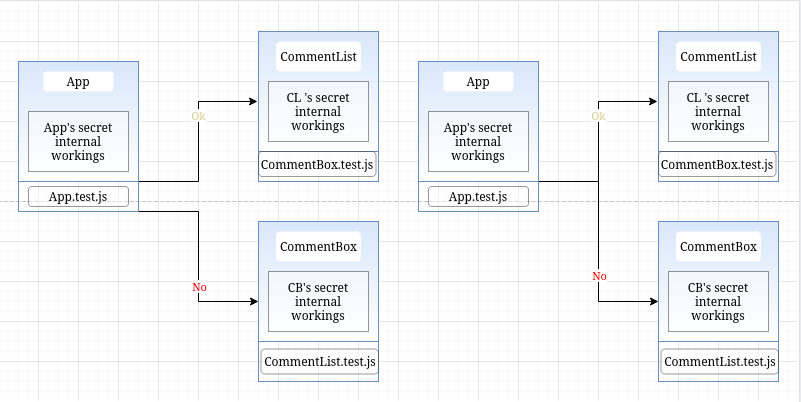 CommentList
App
CL 's secret
internal
workings
Ok
App's secret
internal
workings
CommentBox.test.js
App.test.js
CommentBox
No
CB's secret
internal
workings
CommentList.test.js
CommentList
App
CL 's secret
internal
workings
Ok
App's secret
internal
workings
CommentBox.test.js
App.test.js
CommentBox
No
CB's secret
internal
workings
CommentList.test.js